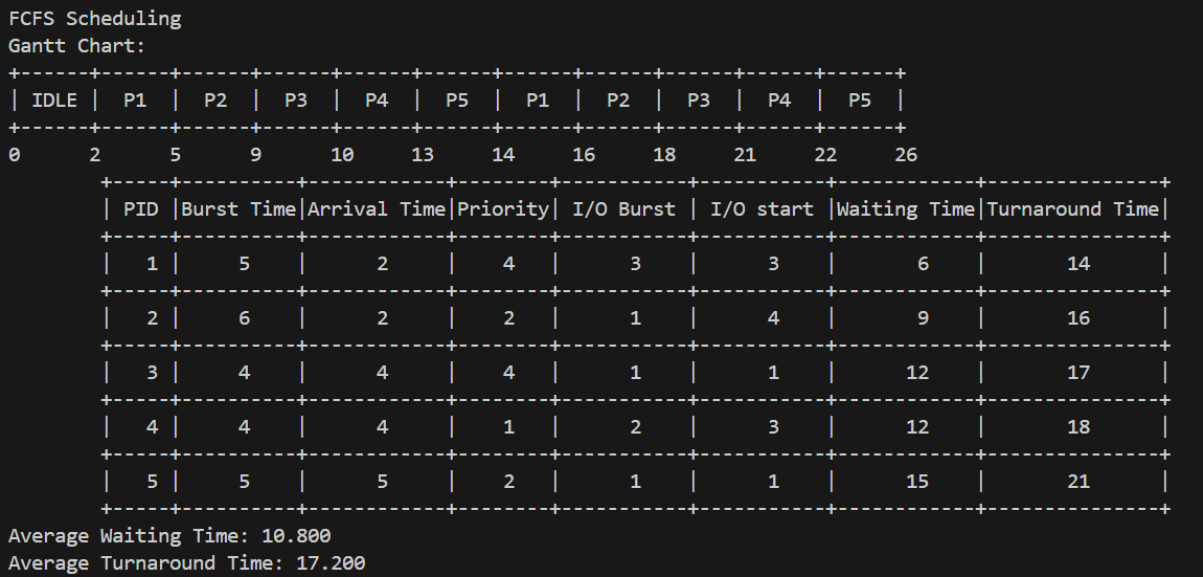 FCFS Scheduling
Gantt Chart:
+------+------+------+------+------+------+------+------+------+------+------+
| IDLE |  P1  |  P2  |  P3  |  P4  |  P5  |  P1  |  P2  |  P3  |  P4  |  P5  |
+------+------+------+------+------+------+------+------+------+------+------+
0      2      5      9      10     13     14     16     18     21     22     26
        +-----+----------+------------+--------+-----------+-----------+------------+---------------+
        | PID |Burst Time|Arrival Time|Priority| I/O Burst | I/O start |Waiting Time|Turnaround Time|
        +-----+----------+------------+--------+-----------+-----------+------------+---------------+
        |   1 |     5    |      2     |    4   |      3    |      3    |       6    |       14      |
        +-----+----------+------------+--------+-----------+-----------+------------+---------------+
        |   2 |     6    |      2     |    2   |      1    |      4    |       9    |       16      |
        +-----+----------+------------+--------+-----------+-----------+------------+---------------+
        |   3 |     4    |      4     |    4   |      1    |      1    |      12    |       17      |
        +-----+----------+------------+--------+-----------+-----------+------------+---------------+
        |   4 |     4    |      4     |    1   |      2    |      3    |      12    |       18      |
        +-----+----------+------------+--------+-----------+-----------+------------+---------------+
        |   5 |     5    |      5     |    2   |      1    |      1    |      15    |       21      |
        +-----+----------+------------+--------+-----------+-----------+------------+---------------+
Average Waiting Time: 10.800
Average Turnaround Time: 17.200